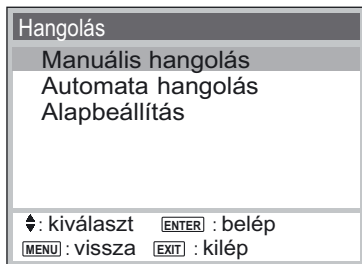 Hangolás
Manuális hangolás
Automata hangolás
Alapbeállítás
: kiválaszt ENTER : belép
MENU : vissza EXIT : kilép